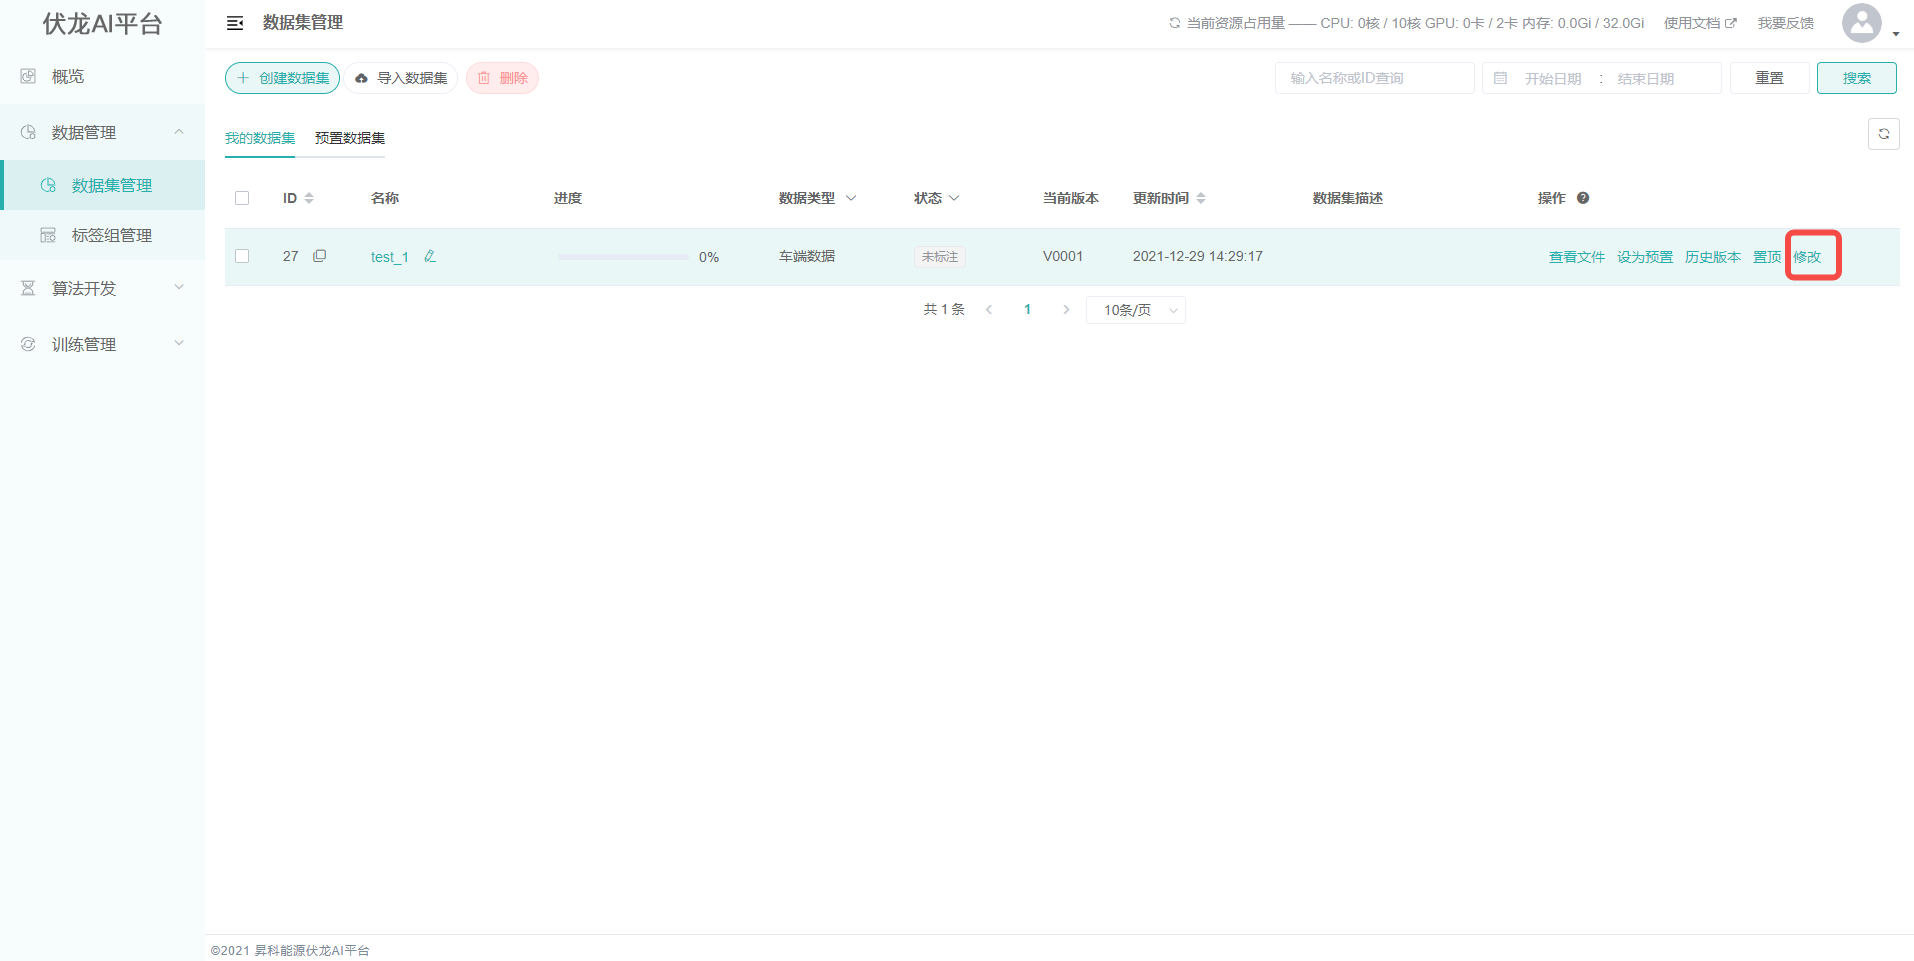 伏龙AI平台
数据集管理
当前资源占用量 —— CPU: 0核 / 10核 GPU: 0卡 / 2卡 内存: 0.0Gi / 32.0Gi
使用文档
我要反馈
概览
数据管理
数据集管理
标签组管理
算法开发
训练管理
创建数据集
导入数据集
删除
输入名称或ID查询
开始日期 : 结束日期
重置
搜索
我的数据集 预置数据集
ID 名称 进度 数据类型 状态 当前版本 更新时间 数据集描述 操作
27 test_1 0% 车端数据 未标注 V0001 2021-12-29 14:29:17 查看文件 设为预置 历史版本 置顶 修改
共 1 条 1 10条/页
©2021 昇科能源伏龙AI平台